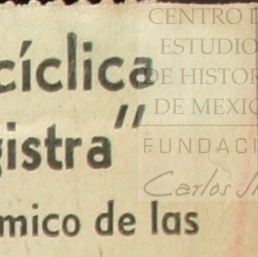 cíclica
gistra"
mico de las
CENTRO D
ESTUDIO
DE HISTOR
DE MEXIC
FUNDACI
Carlos